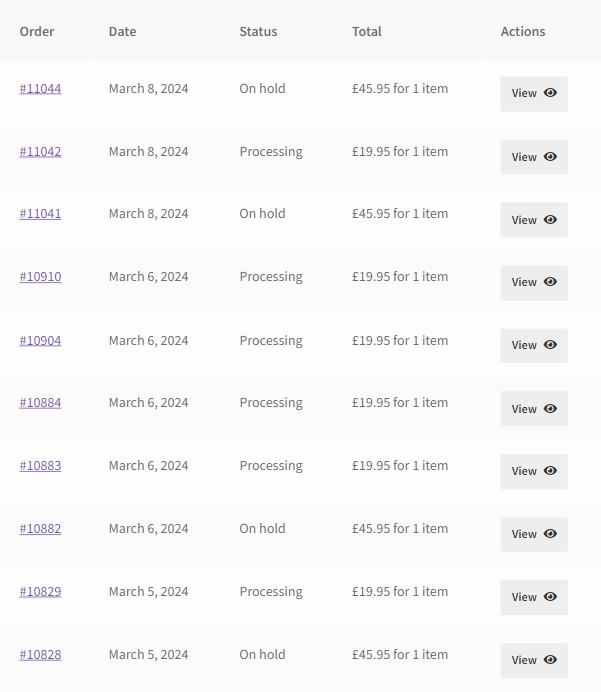 Order Date Status Total Actions
#11044 March 8, 2024 On hold £45.95 for 1 item View
#11042 March 8, 2024 Processing £19.95 for 1 item View
#11041 March 8, 2024 On hold £45.95 for 1 item View
#10910 March 6, 2024 Processing £19.95 for 1 item View
#10904 March 6, 2024 Processing £19.95 for 1 item View
#10884 March 6, 2024 Processing £19.95 for 1 item View
#10883 March 6, 2024 Processing £19.95 for 1 item View
#10882 March 6, 2024 On hold £45.95 for 1 item View
#10829 March 5, 2024 Processing £19.95 for 1 item View
#10828 March 5, 2024 On hold £45.95 for 1 item View